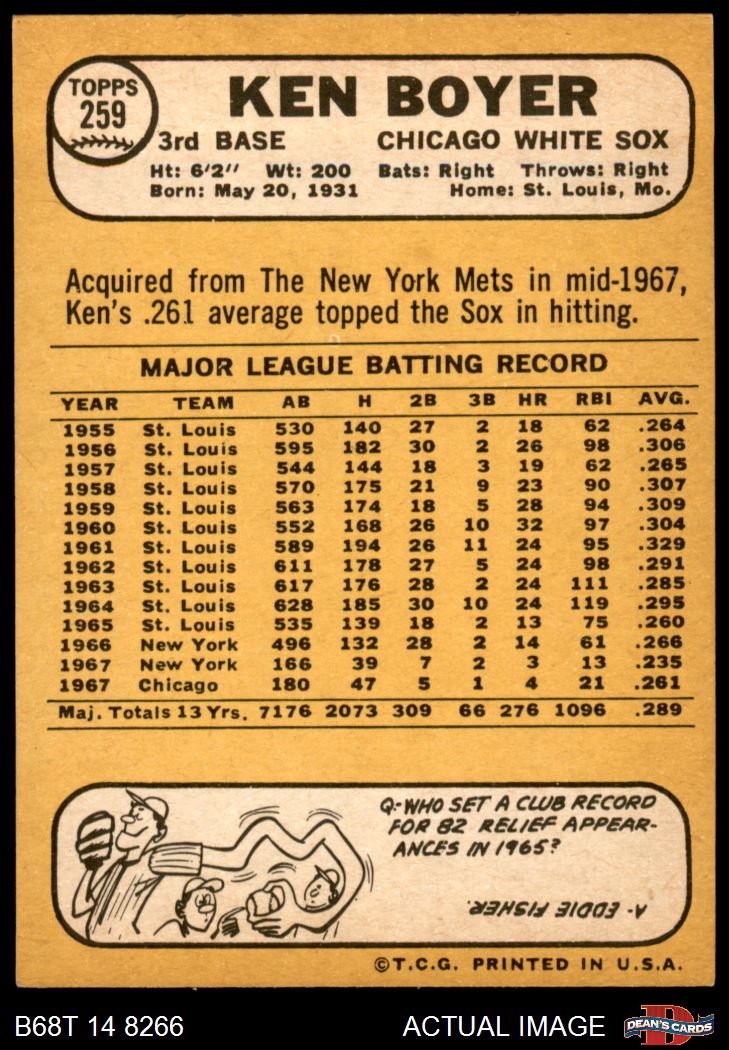 TOPPS
259
KEN BOYER
3rd BASE CHICAGO WHITE SOX
Ht: 6'2" Wt: 200 Bats: Right Throws: Right
Born: May 20, 1931 Home: St. Louis, Mo.
Acquired from The New York Mets in mid-1967,
Ken's .261 average topped the Sox in hitting.
MAJOR LEAGUE BATTING RECORD
YEAR TEAM AB H 2B 3B HR RBI AVG.
1955 St. Louis 530 140 27 2 18 62 .264
1956 St. Louis 595 182 30 2 26 98 .306
1957 St. Louis 544 144 18 3 19 62 .265
1958 St. Louis 570 175 21 9 23 90 .307
1959 St. Louis 563 174 18 5 28 94 .309
1960 St. Louis 552 168 26 10 32 97 .304
1961 St. Louis 589 194 26 11 24 95 .329
1962 St. Louis 611 178 27 5 24 98 .291
1963 St. Louis 617 176 28 2 24 111 .285
1964 St. Louis 628 185 30 10 24 119 .295
1965 St. Louis 535 139 18 2 13 75 .260
1966 New York 496 132 28 2 14 61 .266
1967 New York 166 39 7 2 3 13 .235
1967 Chicago 180 47 5 1 4 21 .261
Maj. Totals 13 Yrs. 7176 2073 309 66 276 1096 .289
Q-WHO SET A CLUB RECORD
FOR 82 RELIEF APPEAR-
ANCES IN 1965?
A- EDDIE FISHER.
©T.C.G. PRINTED IN U.S.A.
B68T 14 8266 ACTUAL IMAGE D DEAN'S CARDS